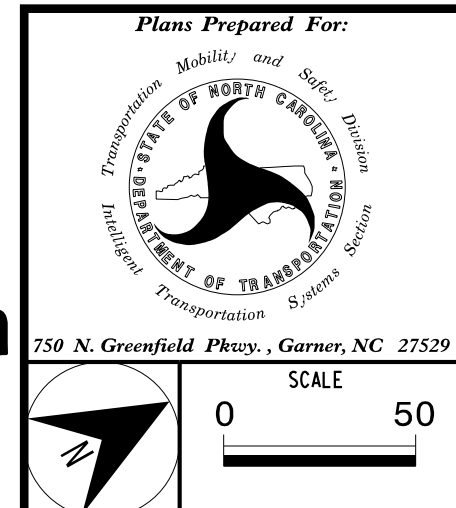 Plans Prepared For:
Transportation Mobility and Safety Division
STATE OF NORTH CAROLINA
DEPARTMENT OF TRANSPORTATION
Intelligent Transportation Systems Section
750 N. Greenfield Pkwy. , Garner, NC 27529
SCALE
0 50
N